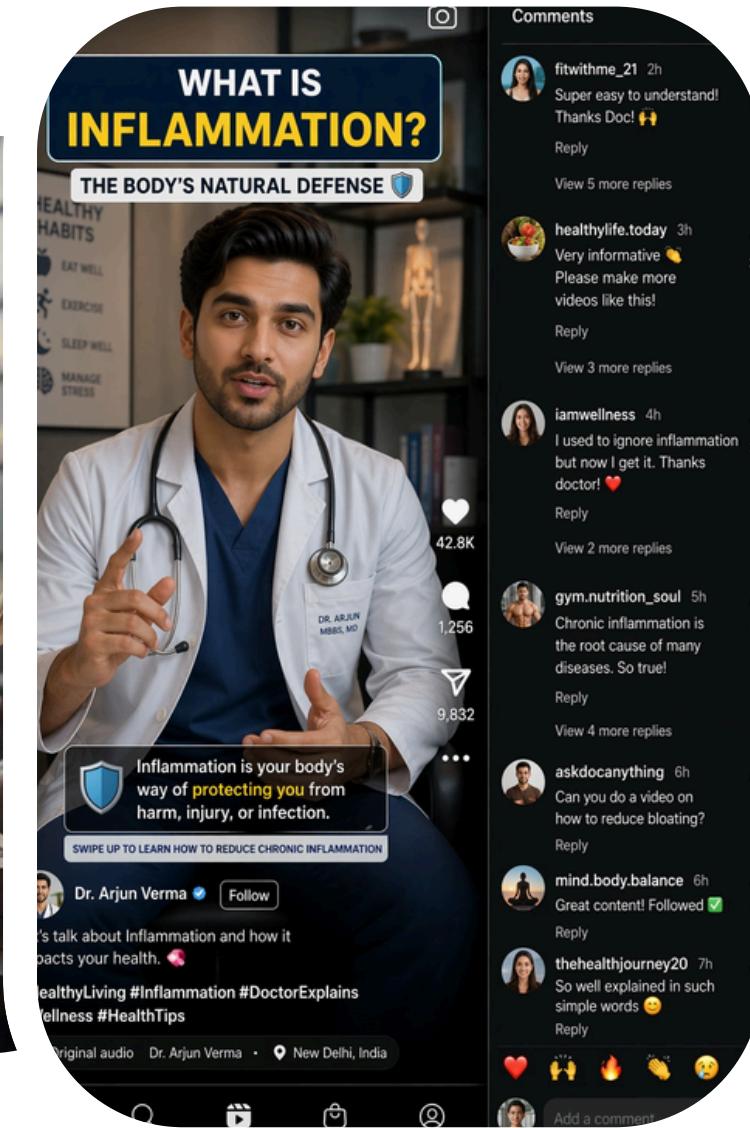 WHAT IS
INFLAMMATION?
THE BODY'S NATURAL DEFENSE
HEALTHY
HABITS
EAT WELL
EXERCISE
SLEEP WELL
MANAGE
STRESS
DR. ARJUN
MBBS, MD
42.8K
1,256
9,832
Inflammation is your body's
way of protecting you from
harm, injury, or infection.
SWIPE UP TO LEARN HOW TO REDUCE CHRONIC INFLAMMATION
Dr. Arjun Verma
Follow
's talk about Inflammation and how it
pacts your health.
ealthyLiving #Inflammation #DoctorExplains
ellness #HealthTips
riginal audio Dr. Arjun Verma • New Delhi, India
Comments
fitwithme_21 2h
Super easy to understand!
Thanks Doc! 🙌
Reply
View 5 more replies
healthylife.today 3h
Very informative 👏
Please make more
videos like this!
Reply
View 3 more replies
iamwellness 4h
I used to ignore inflammation
but now I get it. Thanks
doctor! ❤️
Reply
View 2 more replies
gym.nutrition_soul 5h
Chronic inflammation is
the root cause of many
diseases. So true!
Reply
View 4 more replies
askdocanything 6h
Can you do a video on
how to reduce bloating?
Reply
mind.body.balance 6h
Great content! Followed ✅
Reply
thehealthjourney20 7h
So well explained in such
simple words 😊
Reply
Add a comment